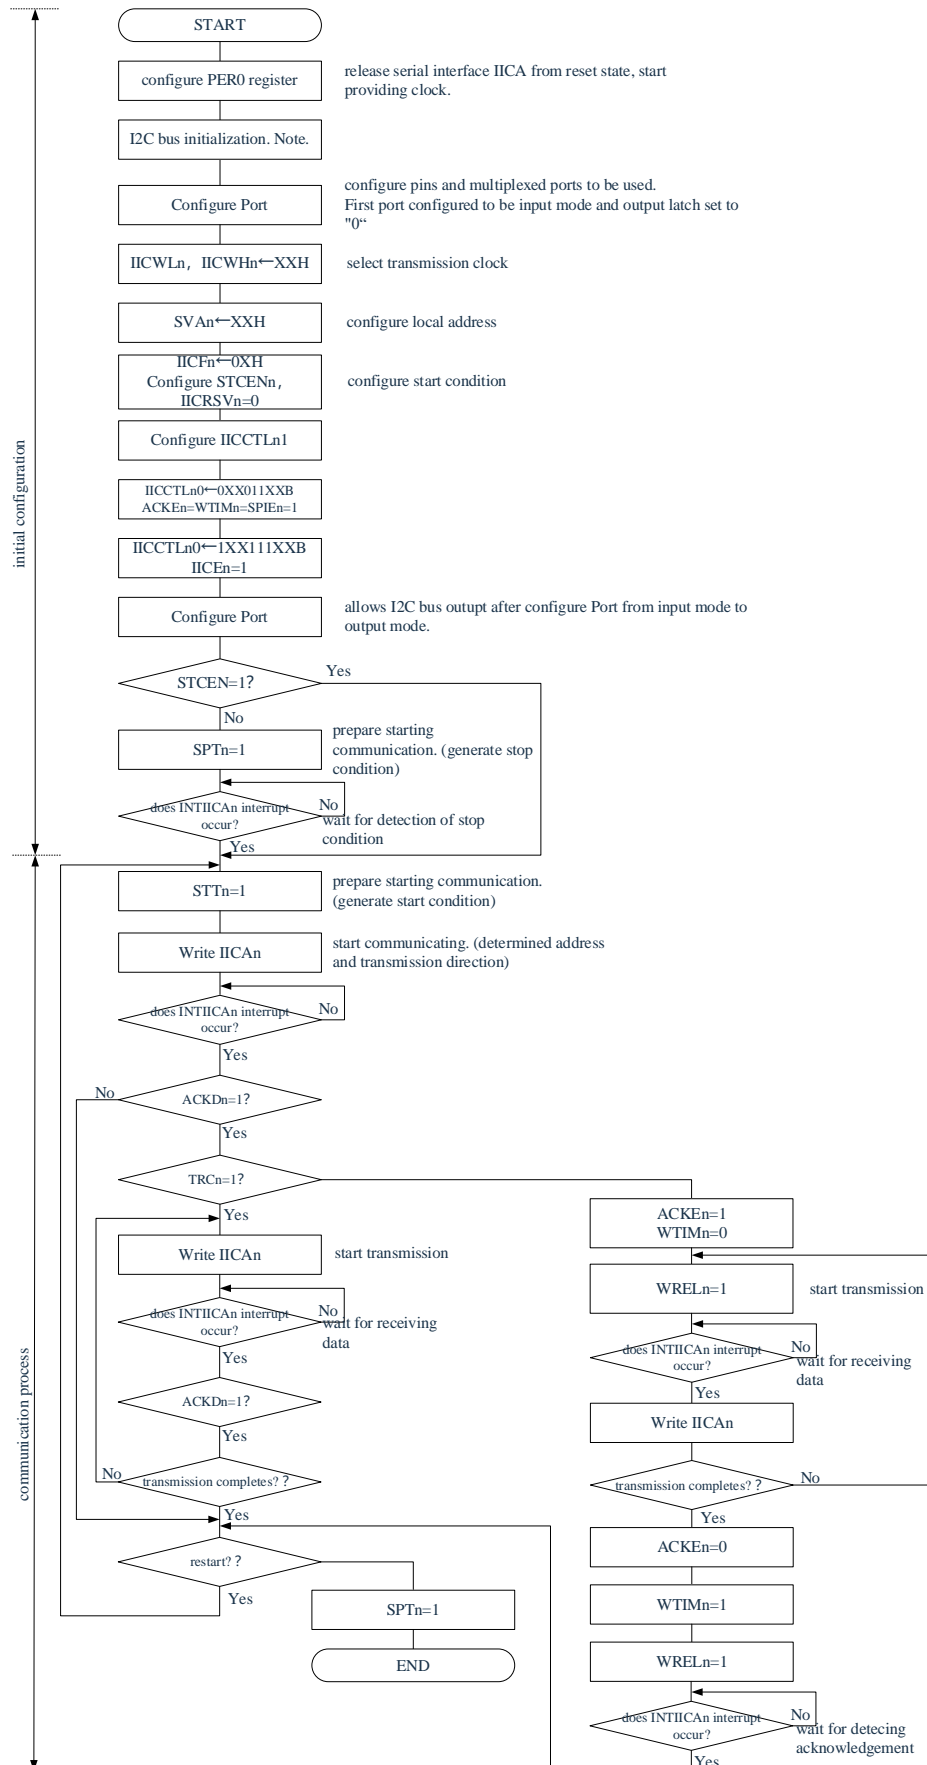 START
configure PER0 register
release serial interface IICA from reset state, start
providing clock.
I2C bus initialization. Note.
configure pins and multiplexed ports to be used.
First port configured to be input mode and output latch set to
"0“
Configure Port
IICWLn, IICWHn←XXH
select transmission clock
SVAn←XXH
configure local address
IICFn←0XH
Configure STCENn,
IICRSVn=0
configure start condition
Configure IICCTLn1
IICCTLn0←0XX011XXB
ACKEn=WTIMn=SPIEn=1
IICCTLn0←1XX111XXB
IICEn=1
initial configuration
Configure Port
allows I2C bus outupt after configure Port from input mode to
output mode.
STCEN=1?
Yes
No
SPTn=1
prepare starting
communication. (generate stop
condition)
does INTIICAn interrupt
occur?
No
wait for detection of stop
condition
Yes
STTn=1
prepare starting communication.
(generate start condition)
Write IICAn
start communicating. (determined address
and transmission direction)
does INTIICAn interrupt
occur?
No
Yes
No
ACKDn=1?
Yes
TRCn=1?
Yes
Write IICAn
start transmission
does INTIICAn interrupt
occur?
No
wait for receiving
data
Yes
ACKDn=1?
Yes
No
transmission completes? ?
Yes
restart? ?
Yes
SPTn=1
END
communication process
ACKEn=1
WTIMn=0
WRELn=1
start transmission
does INTIICAn interrupt
occur?
No
wait for receiving
data
Yes
Write IICAn
transmission completes? ?
No
Yes
ACKEn=0
WTIMn=1
WRELn=1
does INTIICAn interrupt
occur?
No
wait for detecing
acknowledgement
Yes